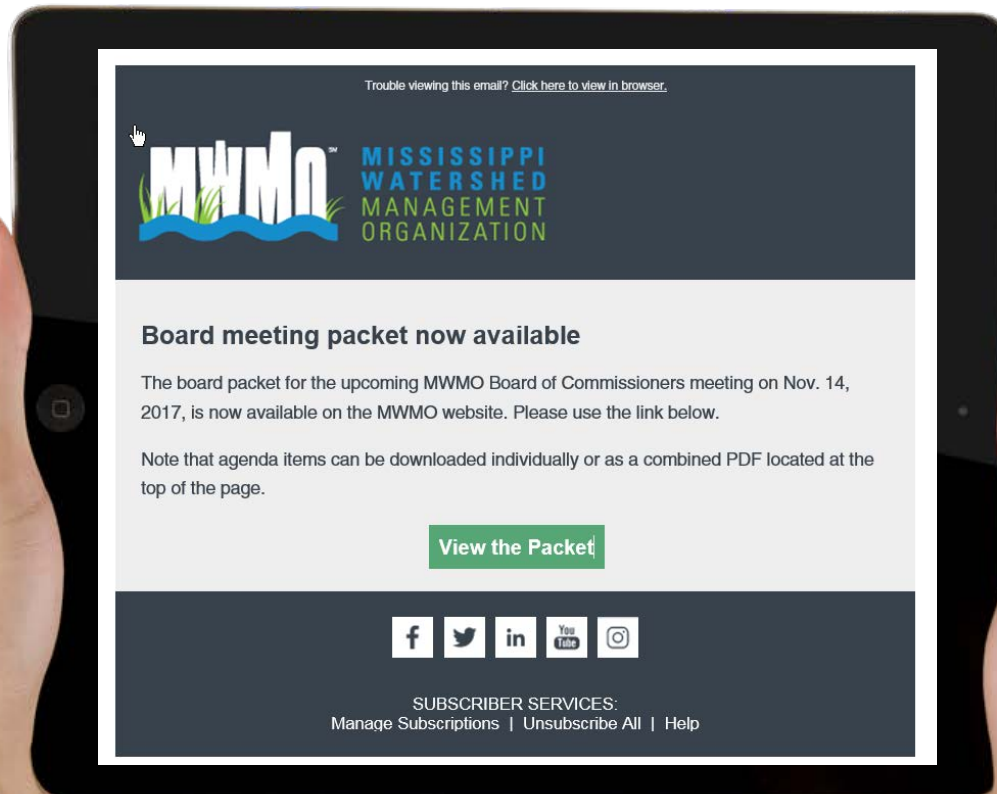 Trouble viewing this email? Click here to view in browser.
MWMO℠
MISSISSIPPI
WATERSHED
MANAGEMENT
ORGANIZATION
Board meeting packet now available
The board packet for the upcoming MWMO Board of Commissioners meeting on Nov. 14,
2017, is now available on the MWMO website. Please use the link below.
Note that agenda items can be downloaded individually or as a combined PDF located at the
top of the page.
View the Packet
f
in
You
Tube
SUBSCRIBER SERVICES:
Manage Subscriptions | Unsubscribe All | Help